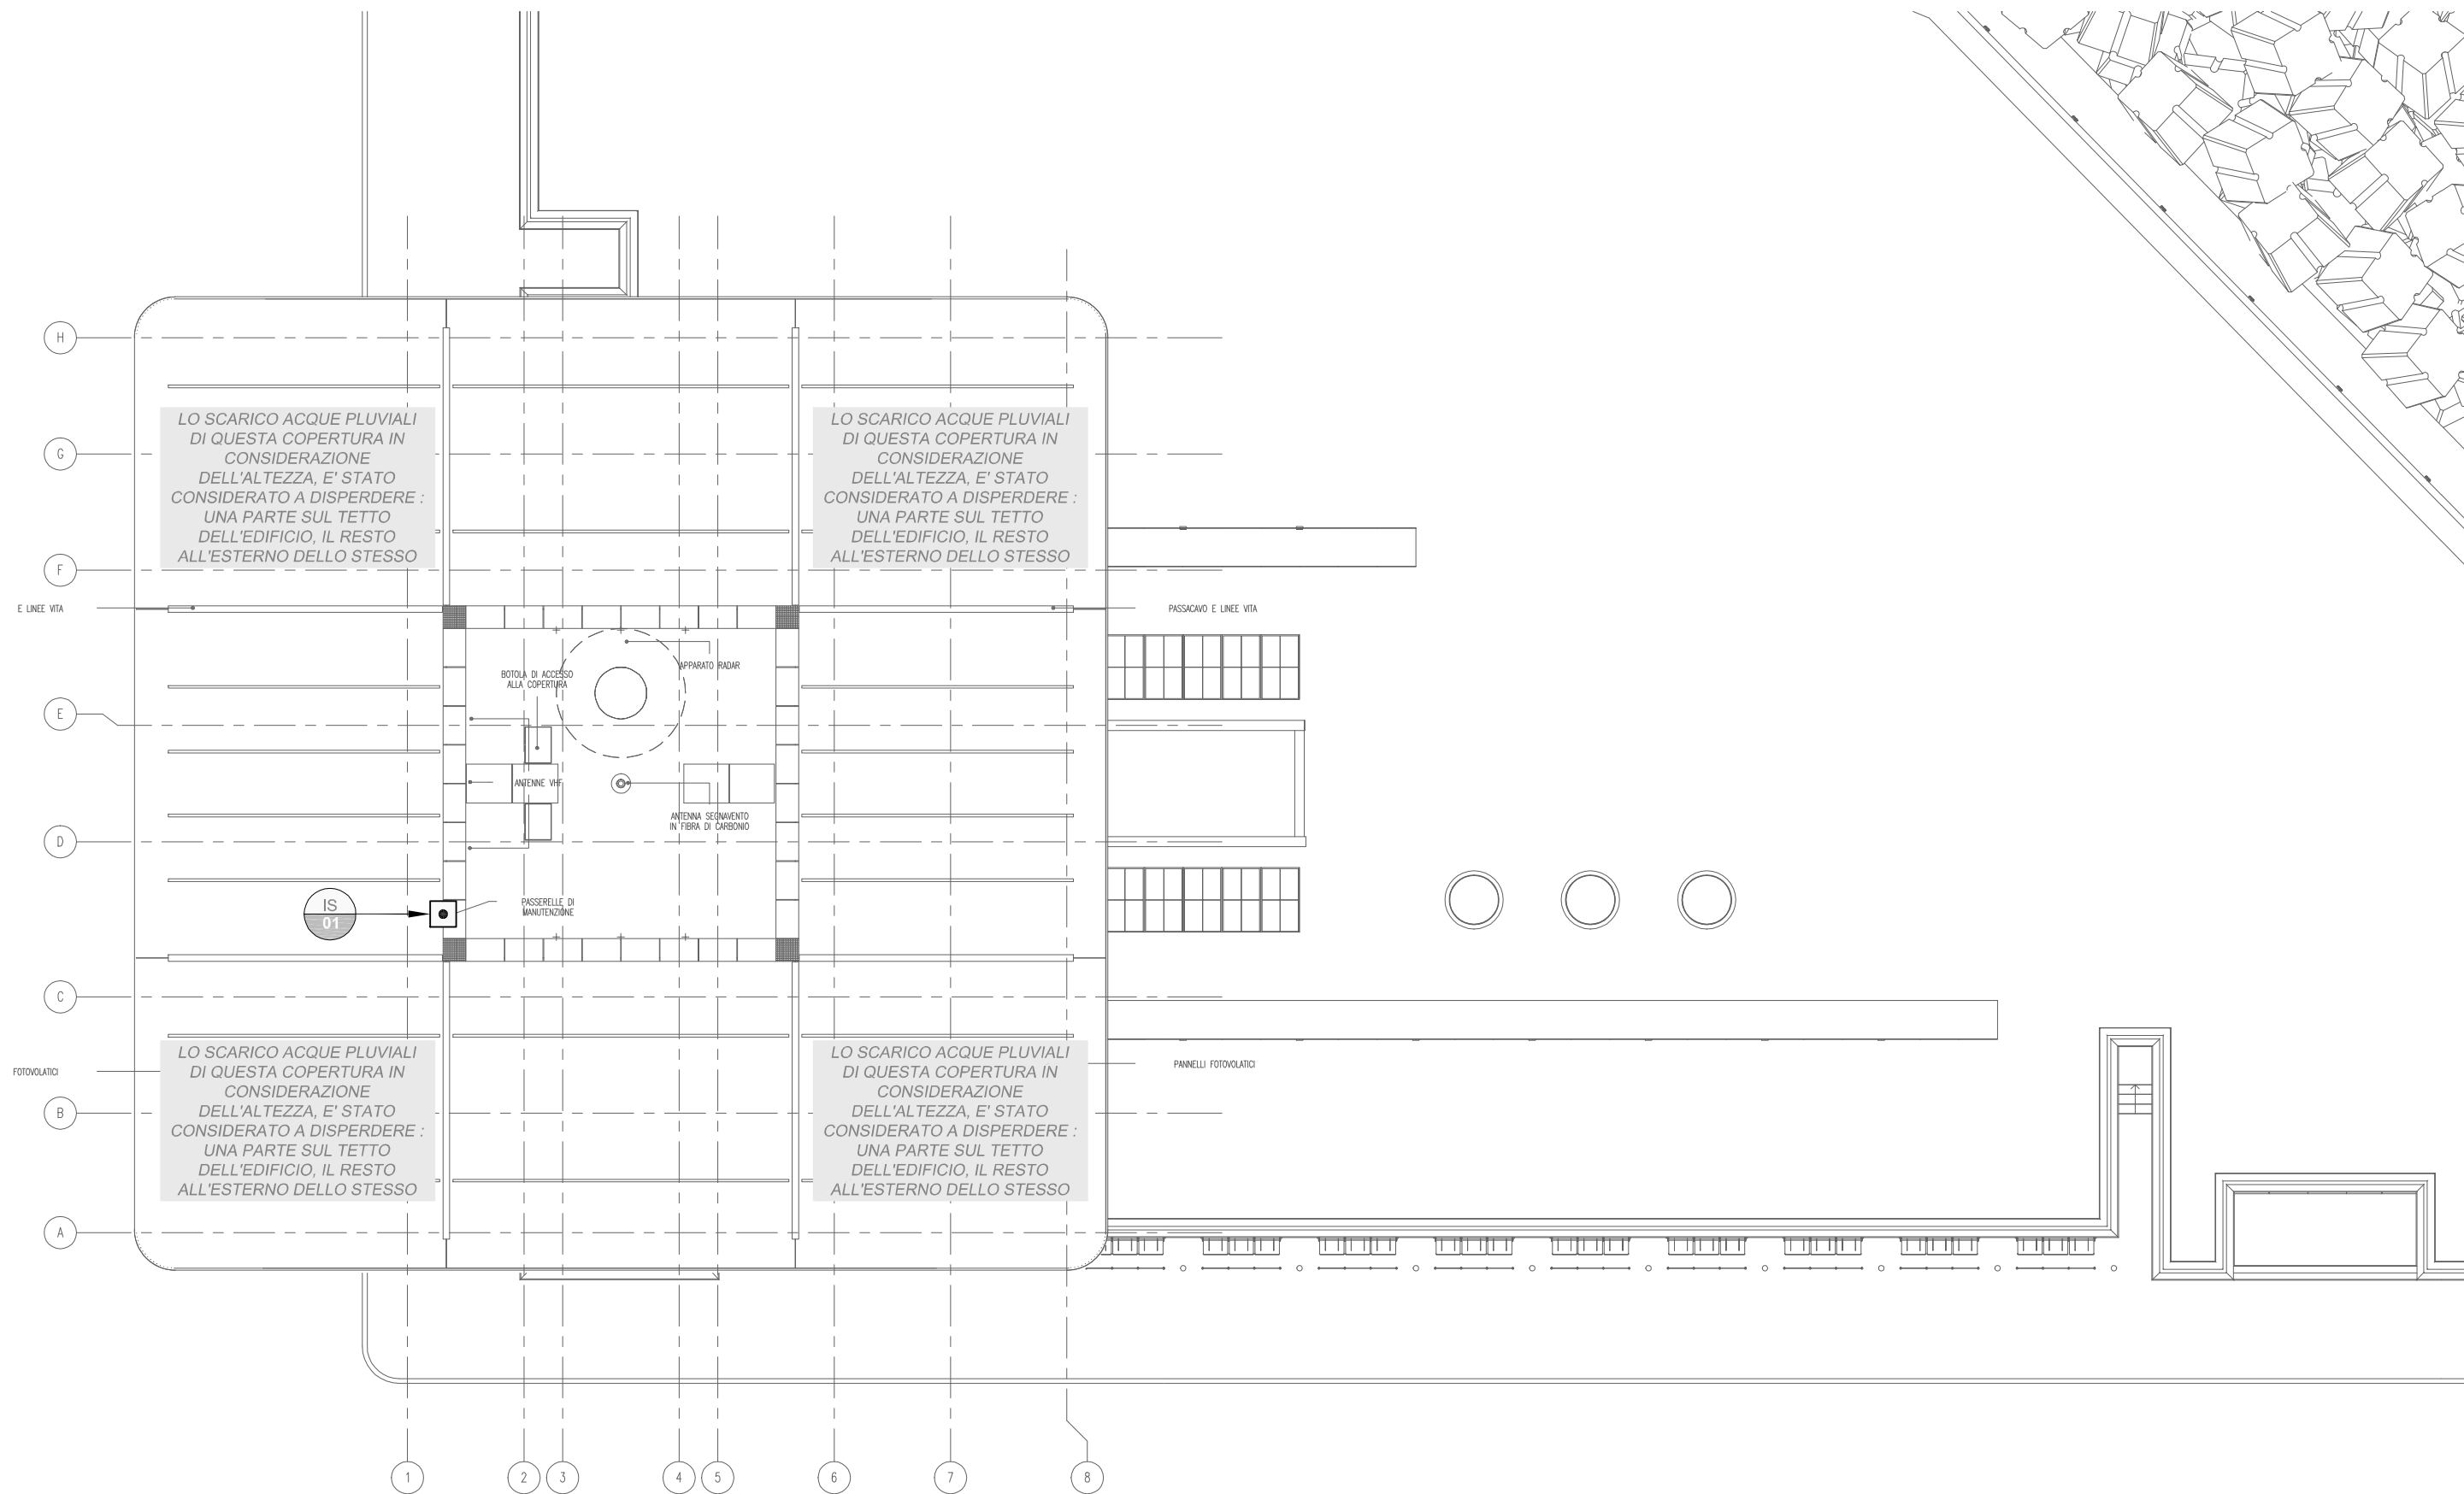 H
LO SCARICO ACQUE PLUVIALI
DI QUESTA COPERTURA IN
CONSIDERAZIONE
DELL'ALTEZZA, E' STATO
CONSIDERATO A DISPERDERE :
UNA PARTE SUL TETTO
DELL'EDIFICIO, IL RESTO
ALL'ESTERNO DELLO STESSO
LO SCARICO ACQUE PLUVIALI
DI QUESTA COPERTURA IN
CONSIDERAZIONE
DELL'ALTEZZA, E' STATO
CONSIDERATO A DISPERDERE :
UNA PARTE SUL TETTO
DELL'EDIFICIO, IL RESTO
ALL'ESTERNO DELLO STESSO
G
F
E LINEE VITA
PASSACAVO E LINEE VITA
APPARATO RADAR
BOTOLA DI ACCESSO
ALLA COPERTURA
E
ANTENNE VHF
ANTENNA SEGNAVENTO
IN FIBRA DI CARBONIO
D
PASSERELLE DI
MANUTENZIONE
IS
01
C
LO SCARICO ACQUE PLUVIALI
DI QUESTA COPERTURA IN
CONSIDERAZIONE
DELL'ALTEZZA, E' STATO
CONSIDERATO A DISPERDERE :
UNA PARTE SUL TETTO
DELL'EDIFICIO, IL RESTO
ALL'ESTERNO DELLO STESSO
LO SCARICO ACQUE PLUVIALI
DI QUESTA COPERTURA IN
CONSIDERAZIONE
DELL'ALTEZZA, E' STATO
CONSIDERATO A DISPERDERE :
UNA PARTE SUL TETTO
DELL'EDIFICIO, IL RESTO
ALL'ESTERNO DELLO STESSO
PANNELLI FOTOVOLATICI
FOTOVOLATICI
B
A
1 2 3 4 5 6 7 8